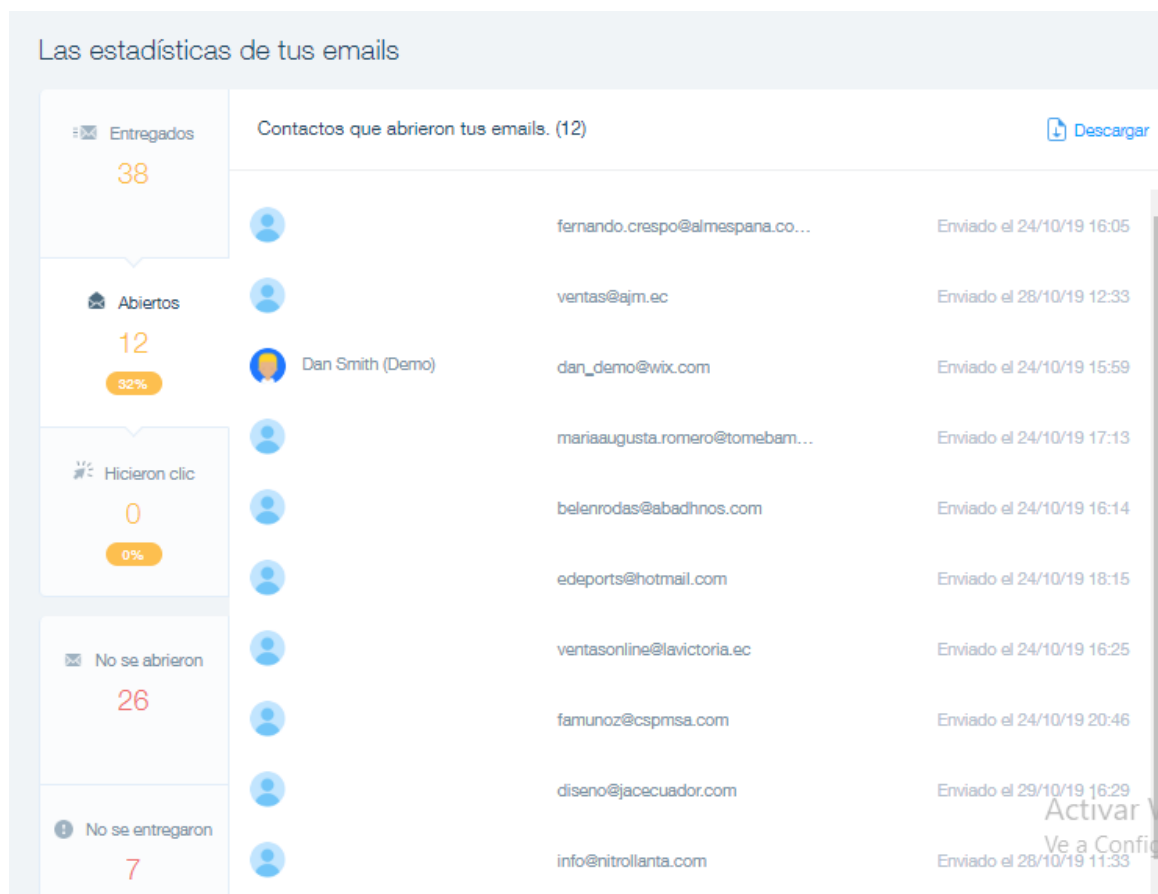 Las estadísticas de tus emails
Entregados
38
Abiertos
12
32%
Hicieron clic
0
0%
No se abrieron
26
No se entregaron
7
Contactos que abrieron tus emails. (12)
Descargar
fernando.crespo@almespana.co... Enviado el 24/10/19 16:05
ventas@ajm.ec Enviado el 28/10/19 12:33
Dan Smith (Demo) dan_demo@wix.com Enviado el 24/10/19 15:59
mariaaugusta.romero@tomebam... Enviado el 24/10/19 17:13
belenrodas@abadhnos.com Enviado el 24/10/19 16:14
edeports@hotmail.com Enviado el 24/10/19 18:15
ventasonline@lavictoria.ec Enviado el 24/10/19 16:25
famunoz@cspmsa.com Enviado el 24/10/19 20:46
diseno@jacecuador.com Enviado el 29/10/19 16:29
info@nitrollanta.com Enviado el 28/10/19 11:33
Activar
Ve a Config